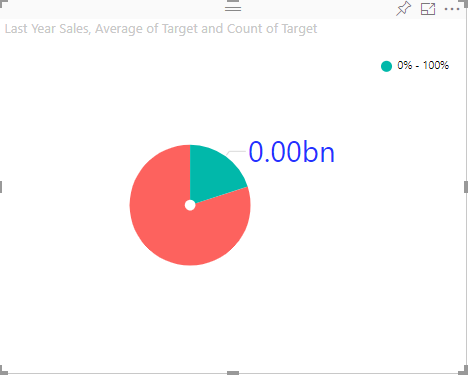 Last Year Sales, Average of Target and Count of Target
0% - 100%
0.00bn